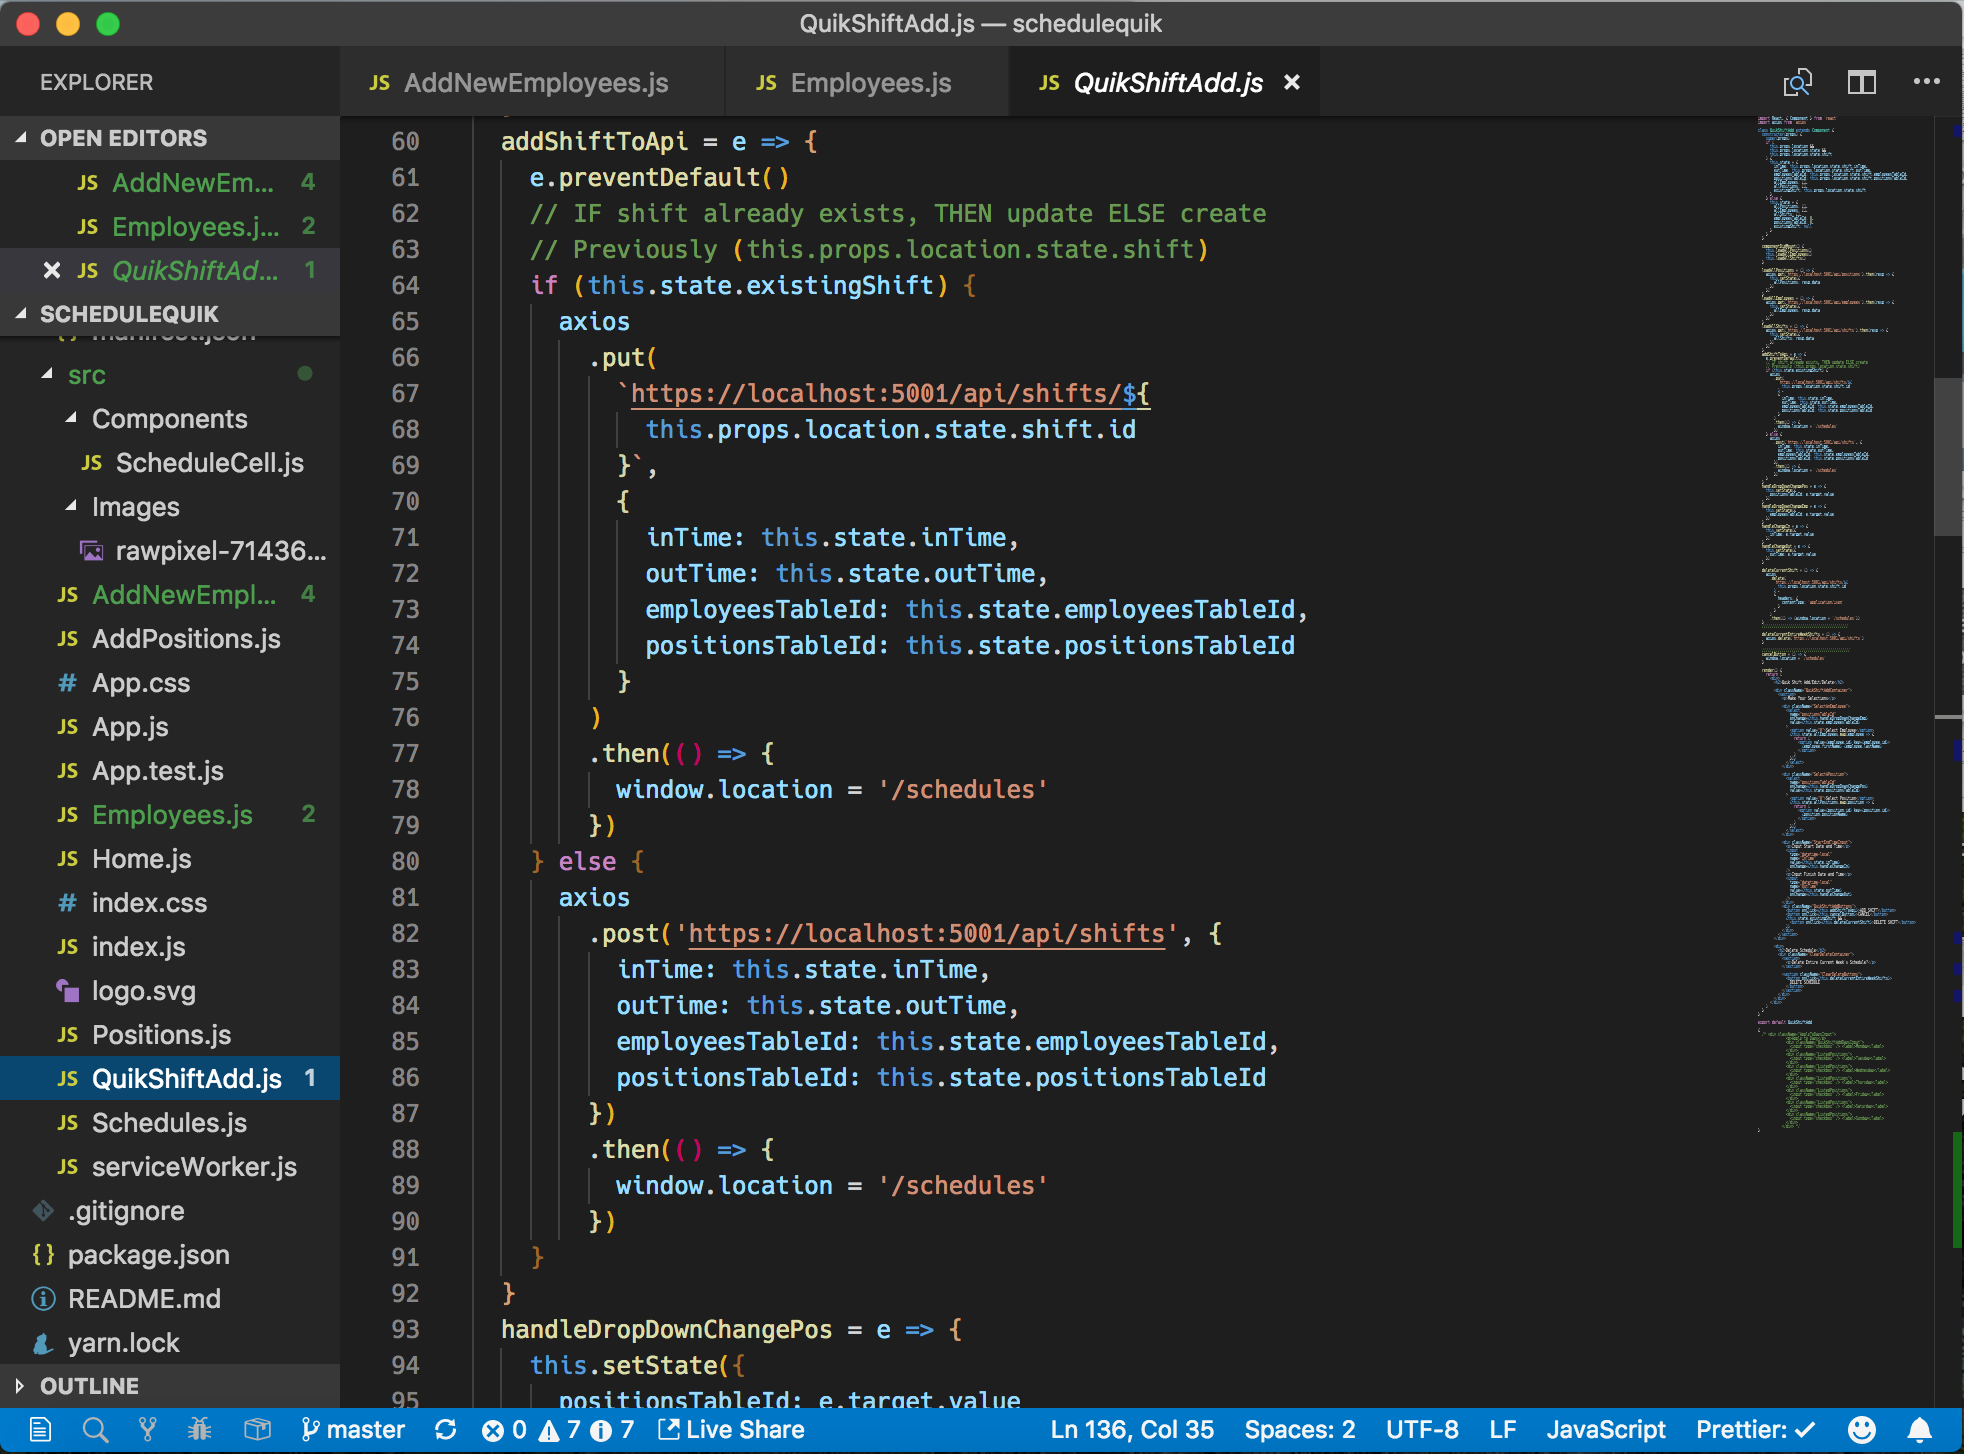 QuikShiftAdd.js — schedulequik
EXPLORER
OPEN EDITORS
JS AddNewEm... 4
JS Employees.j... 2
JS QuikShiftAd... 1
SCHEDULEQUIK
manifest.json
src
Components
JS ScheduleCell.js
Images
rawpixel-71436...
JS AddNewEmpl... 4
JS AddPositions.js
# App.css
JS App.js
JS App.test.js
JS Employees.js 2
JS Home.js
# index.css
JS index.js
logo.svg
JS Positions.js
JS QuikShiftAdd.js 1
JS Schedules.js
JS serviceWorker.js
.gitignore
{} package.json
README.md
yarn.lock
OUTLINE
JS AddNewEmployees.js JS Employees.js JS QuikShiftAdd.js
60 addShiftToApi = e => {
61 e.preventDefault()
62 // IF shift already exists, THEN update ELSE create
63 // Previously (this.props.location.state.shift)
64 if (this.state.existingShift) {
65 axios
66 .put(
67 `https://localhost:5001/api/shifts/${
68 this.props.location.state.shift.id
69 }`,
70 {
71 inTime: this.state.inTime,
72 outTime: this.state.outTime,
73 employeesTableId: this.state.employeesTableId,
74 positionsTableId: this.state.positionsTableId
75 }
76 )
77 .then(() => {
78 window.location = '/schedules'
79 })
80 } else {
81 axios
82 .post('https://localhost:5001/api/shifts', {
83 inTime: this.state.inTime,
84 outTime: this.state.outTime,
85 employeesTableId: this.state.employeesTableId,
86 positionsTableId: this.state.positionsTableId
87 })
88 .then(() => {
89 window.location = '/schedules'
90 })
91 }
92 }
93 handleDropDownChangePos = e => {
94 this.setState({
95 positionsTableId: e.target.value
master 0 7 7 Live Share Ln 136, Col 35 Spaces: 2 UTF-8 LF JavaScript Prettier: ✓